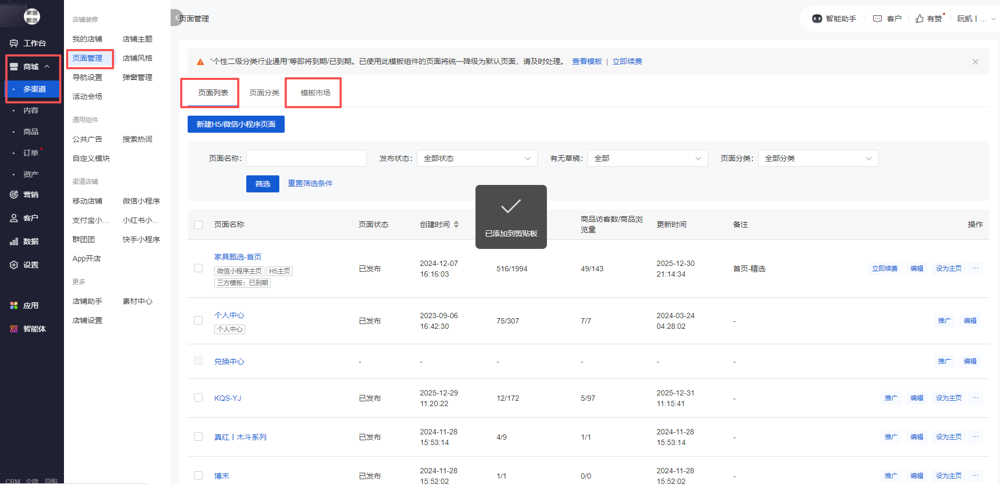 家居
甄选
工作台
商城
多渠道
内容
商品
订单
资产
营销
客户
数据
设置
应用
智能体
CRM 企微 导购
店铺装修
我的店铺 店铺主题
页面管理 店铺风格
导航设置 弹窗管理
活动会场
通用组件
公共广告 搜索热词
自定义模块
渠道店铺
移动店铺 微信小程序
支付宝小... 小红书小...
群团团 快手小程序
App开店
更多
店铺助手 素材中心
店铺设置
页面管理
智能助手 客户 有赞 阮凯丨...
“个性二级分类行业通用”等即将到期/已到期。已使用此模板组件的页面将统一降级为默认页面，请及时处理。 查看模板 | 立即续费
页面列表 页面分类 模板市场
新建H5/微信小程序页面
页面名称： 发布状态： 全部状态 有无草稿： 全部 页面分类： 全部分类
筛选 重置筛选条件
已添加到剪贴板
页面名称 页面状态 创建时间 商品访客数/商品浏览量 更新时间 备注 操作
家具甄选-首页 已发布 2024-12-07 16:16:03 516/1994 49/143 2025-12-30 21:14:34 首页-精选 立即续费 编辑 设为主页 ...
微信小程序主页 H5主页
三方模板：已到期
个人中心 已发布 2023-09-06 16:42:30 75/307 7/7 2024-03-24 04:28:02 - 推广 编辑
个人中心
兑换中心 - - - - - - 推广 编辑
KQS-YJ 已发布 2025-12-29 11:20:22 12/172 5/97 2025-12-31 11:15:41 - 推广 编辑 设为主页 ...
真红丨木斗系列 已发布 2024-11-28 15:53:14 4/9 1/1 2024-11-28 15:53:14 - 推广 编辑 设为主页 ...
博禾 已发布 2024-11-28 15:52:02 1/1 0/0 2024-11-28 15:52:02 - 推广 编辑 设为主页 ...